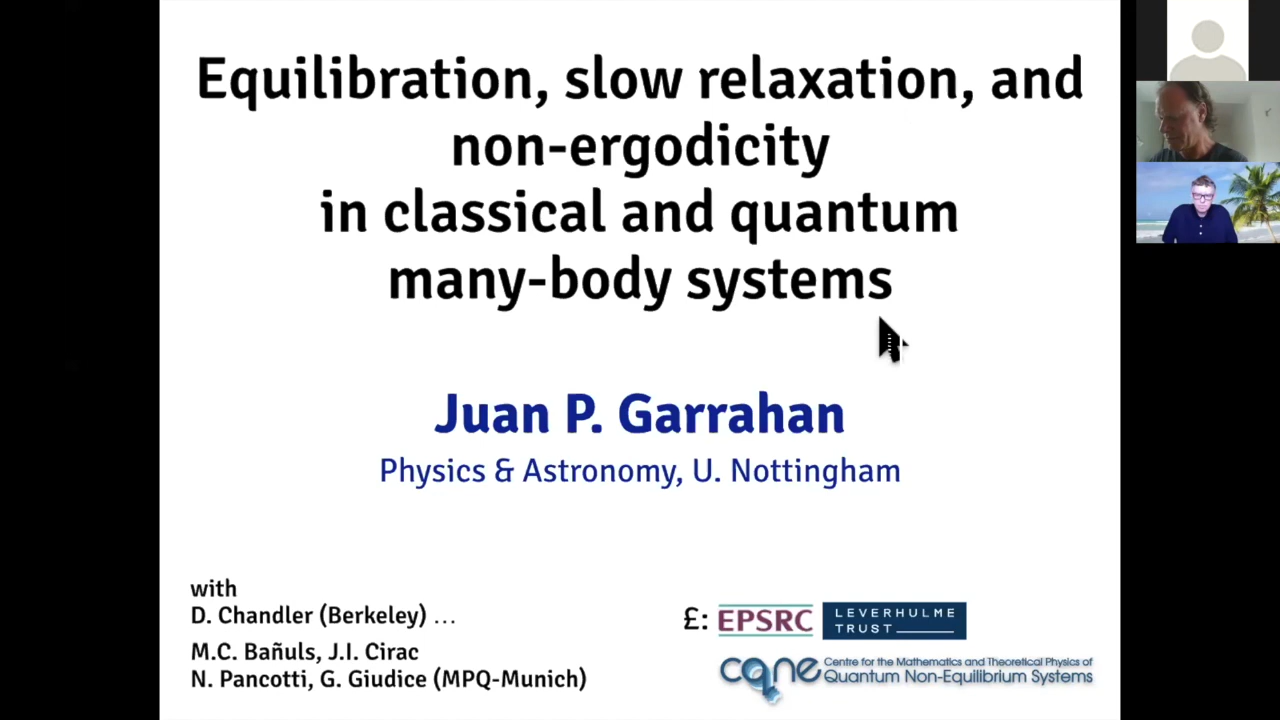 Equilibration, slow relaxation, and
non-ergodicity
in classical and quantum
many-body systems
Juan P. Garrahan
Physics & Astronomy, U. Nottingham
with
D. Chandler (Berkeley) ...
M.C. Bañuls, J.I. Cirac
N. Pancotti, G. Giudice (MPQ-Munich)
£: EPSRC LEVERHULME
TRUST
cqne Centre for the Mathematics and Theoretical Physics of
Quantum Non-Equilibrium Systems